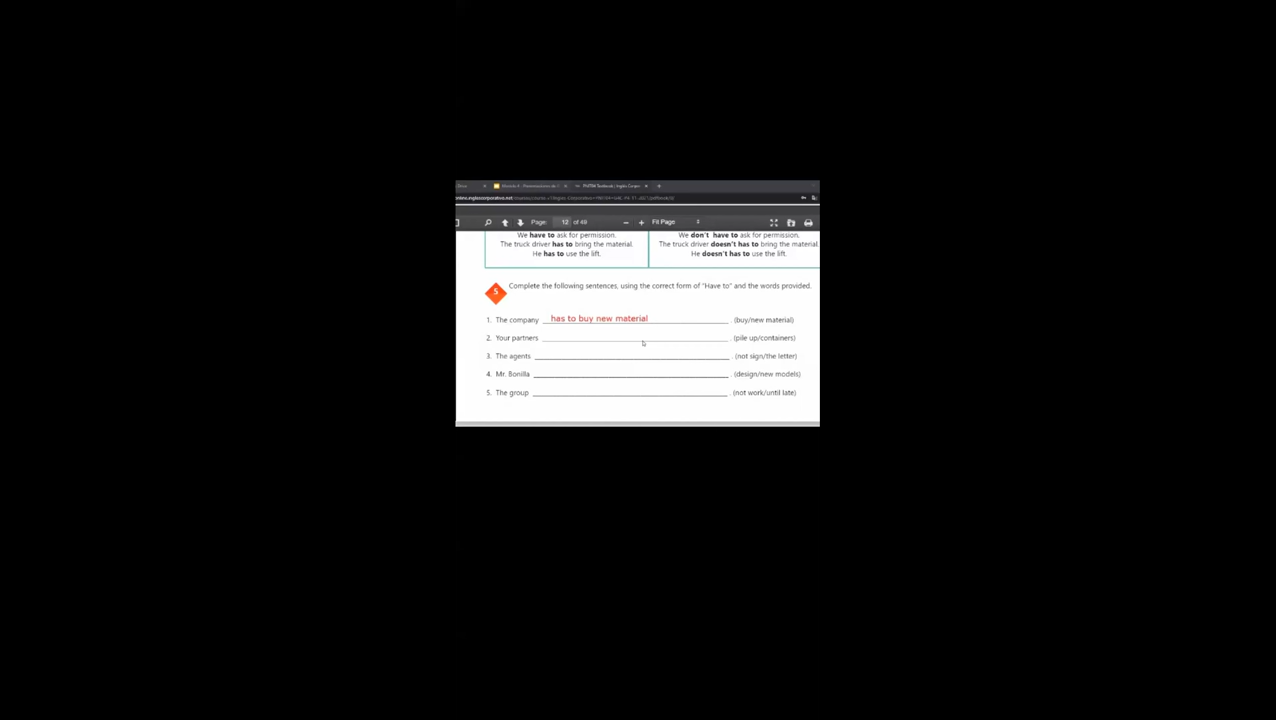 Page 12 of 49 Fit Page
We have to ask for permission.
The truck driver has to bring the material.
He has to use the lift.
We don't have to ask for permission.
The truck driver doesn't has to bring the material.
He doesn't has to use the lift.
5 Complete the following sentences, using the correct form of "Have to" and the words provided.
1. The company has to buy new material . (buy/new material)
2. Your partners . (pile up/containers)
3. The agents . (not sign/the letter)
4. Mr. Bonilla . (design/new models)
5. The group . (not work/until late)